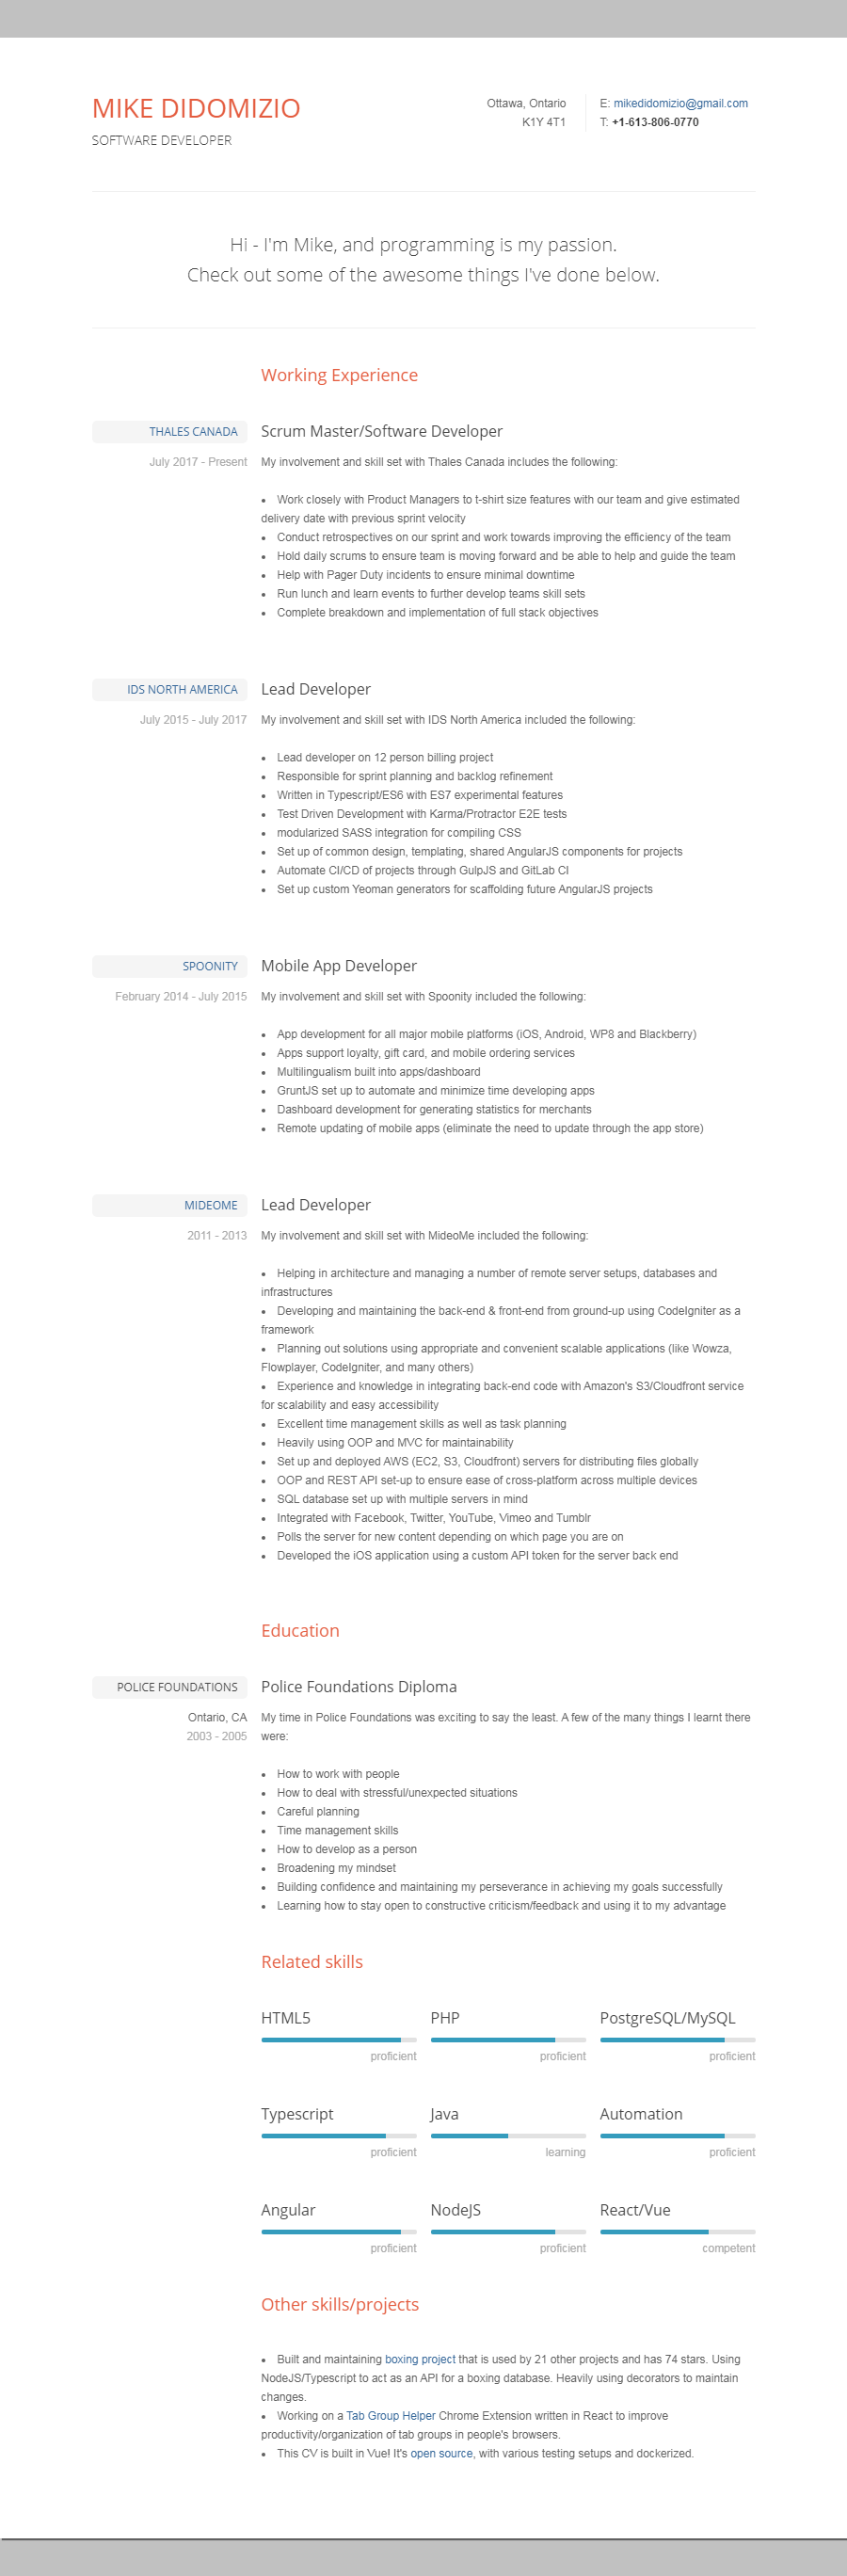 MIKE DIDOMIZIO
SOFTWARE DEVELOPER
Ottawa, Ontario
K1Y 4T1
E: mikedidomizio@gmail.com
T: +1-613-806-0770
Hi - I'm Mike, and programming is my passion.
Check out some of the awesome things I've done below.
Working Experience
THALES CANADA
July 2017 - Present
Scrum Master/Software Developer
My involvement and skill set with Thales Canada includes the following:
• Work closely with Product Managers to t-shirt size features with our team and give estimated
delivery date with previous sprint velocity
• Conduct retrospectives on our sprint and work towards improving the efficiency of the team
• Hold daily scrums to ensure team is moving forward and be able to help and guide the team
• Help with Pager Duty incidents to ensure minimal downtime
• Run lunch and learn events to further develop teams skill sets
• Complete breakdown and implementation of full stack objectives
IDS NORTH AMERICA
July 2015 - July 2017
Lead Developer
My involvement and skill set with IDS North America included the following:
• Lead developer on 12 person billing project
• Responsible for sprint planning and backlog refinement
• Written in Typescript/ES6 with ES7 experimental features
• Test Driven Development with Karma/Protractor E2E tests
• modularized SASS integration for compiling CSS
• Set up of common design, templating, shared AngularJS components for projects
• Automate CI/CD of projects through GulpJS and GitLab CI
• Set up custom Yeoman generators for scaffolding future AngularJS projects
SPOONITY
February 2014 - July 2015
Mobile App Developer
My involvement and skill set with Spoonity included the following:
• App development for all major mobile platforms (iOS, Android, WP8 and Blackberry)
• Apps support loyalty, gift card, and mobile ordering services
• Multilingualism built into apps/dashboard
• GruntJS set up to automate and minimize time developing apps
• Dashboard development for generating statistics for merchants
• Remote updating of mobile apps (eliminate the need to update through the app store)
MIDEOME
2011 - 2013
Lead Developer
My involvement and skill set with MideoMe included the following:
• Helping in architecture and managing a number of remote server setups, databases and
infrastructures
• Developing and maintaining the back-end & front-end from ground-up using CodeIgniter as a
framework
• Planning out solutions using appropriate and convenient scalable applications (like Wowza,
Flowplayer, CodeIgniter, and many others)
• Experience and knowledge in integrating back-end code with Amazon's S3/Cloudfront service
for scalability and easy accessibility
• Excellent time management skills as well as task planning
• Heavily using OOP and MVC for maintainability
• Set up and deployed AWS (EC2, S3, Cloudfront) servers for distributing files globally
• OOP and REST API set-up to ensure ease of cross-platform across multiple devices
• SQL database set up with multiple servers in mind
• Integrated with Facebook, Twitter, YouTube, Vimeo and Tumblr
• Polls the server for new content depending on which page you are on
• Developed the iOS application using a custom API token for the server back end
Education
POLICE FOUNDATIONS
Ontario, CA
2003 - 2005
Police Foundations Diploma
My time in Police Foundations was exciting to say the least. A few of the many things I learnt there
were:
• How to work with people
• How to deal with stressful/unexpected situations
• Careful planning
• Time management skills
• How to develop as a person
• Broadening my mindset
• Building confidence and maintaining my perseverance in achieving my goals successfully
• Learning how to stay open to constructive criticism/feedback and using it to my advantage
Related skills
HTML5
proficient
PHP
proficient
PostgreSQL/MySQL
proficient
Typescript
proficient
Java
learning
Automation
proficient
Angular
proficient
NodeJS
proficient
React/Vue
competent
Other skills/projects
• Built and maintaining boxing project that is used by 21 other projects and has 74 stars. Using
NodeJS/Typescript to act as an API for a boxing database. Heavily using decorators to maintain
changes.
• Working on a Tab Group Helper Chrome Extension written in React to improve
productivity/organization of tab groups in people's browsers.
• This CV is built in Vue! It's open source, with various testing setups and dockerized.